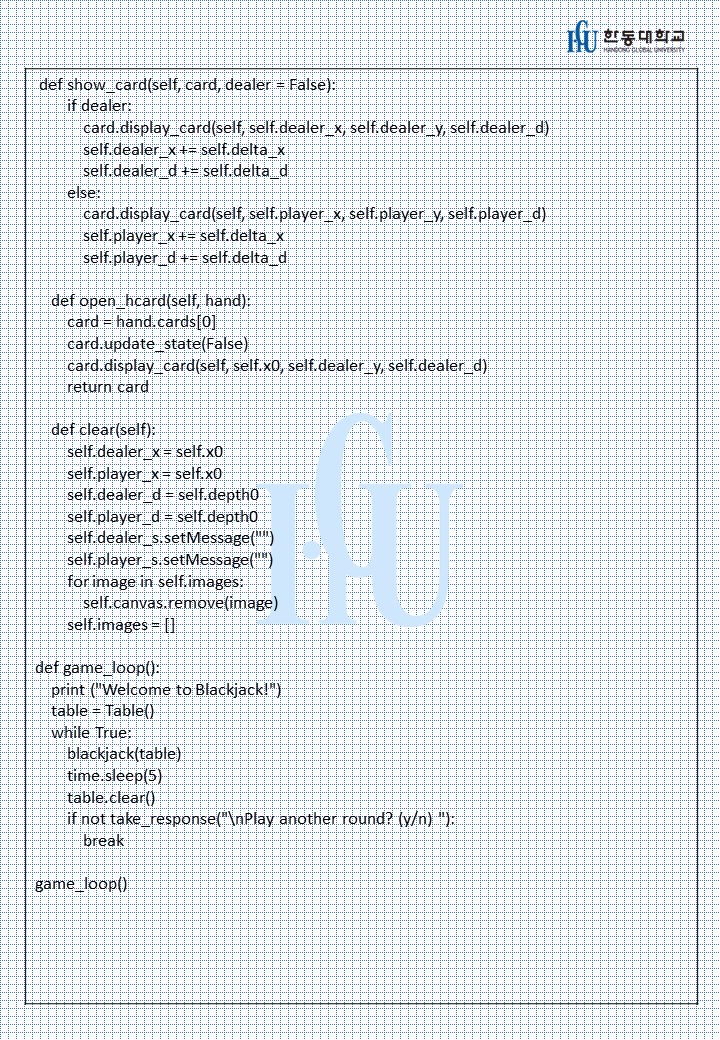 HGU 한동대학교
HANDONG GLOBAL UNIVERSITY
def show_card(self, card, dealer = False):
        if dealer:
            card.display_card(self, self.dealer_x, self.dealer_y, self.dealer_d)
            self.dealer_x += self.delta_x
            self.dealer_d += self.delta_d
        else:
            card.display_card(self, self.player_x, self.player_y, self.player_d)
            self.player_x += self.delta_x
            self.player_d += self.delta_d

    def open_hcard(self, hand):
        card = hand.cards[0]
        card.update_state(False)
        card.display_card(self, self.x0, self.dealer_y, self.dealer_d)
        return card

    def clear(self):
        self.dealer_x = self.x0
        self.player_x = self.x0
        self.dealer_d = self.depth0
        self.player_d = self.depth0
        self.dealer_s.setMessage("")
        self.player_s.setMessage("")
        for image in self.images:
            self.canvas.remove(image)
        self.images = []

def game_loop():
    print ("Welcome to Blackjack!")
    table = Table()
    while True:
        blackjack(table)
        time.sleep(5)
        table.clear()
        if not take_response("\nPlay another round? (y/n) "):
            break

game_loop()
HGU